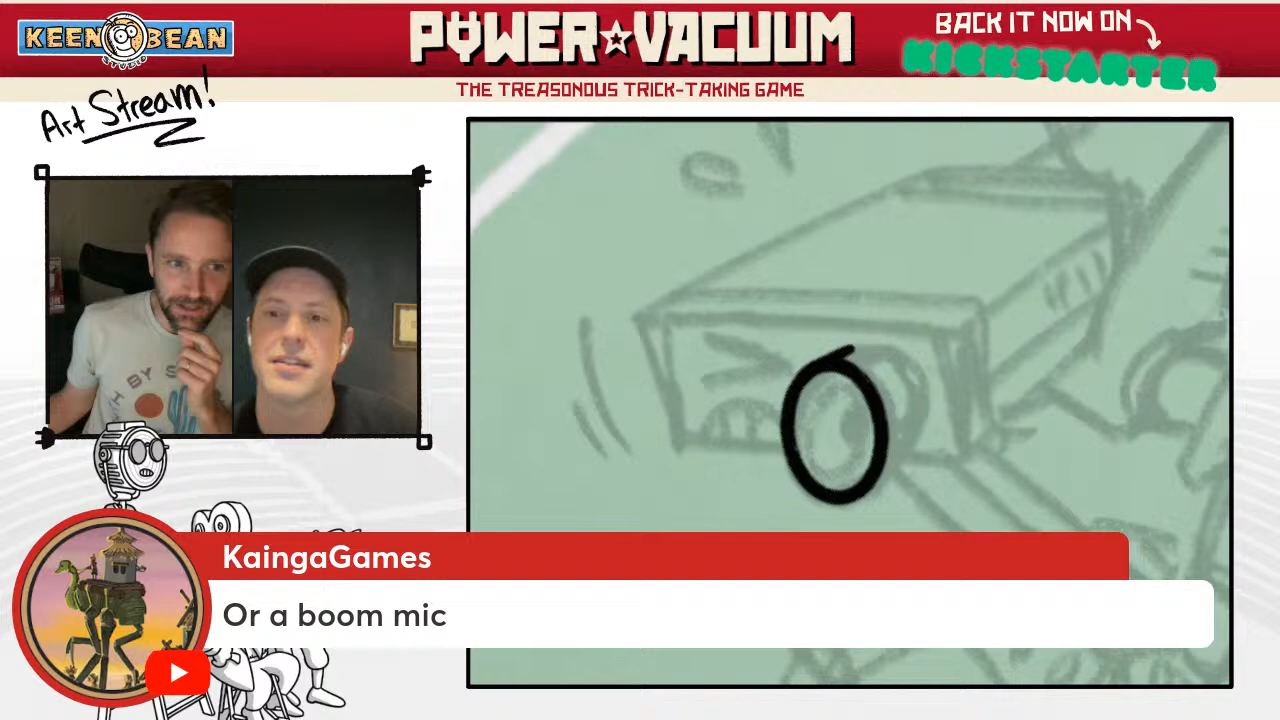 KEEN BEAN
STUDIO
POWER VACUUM
THE TREASONOUS TRICK-TAKING GAME
BACK IT NOW ON
KICKSTARTER
Art Stream!
KaingaGames
Or a boom mic